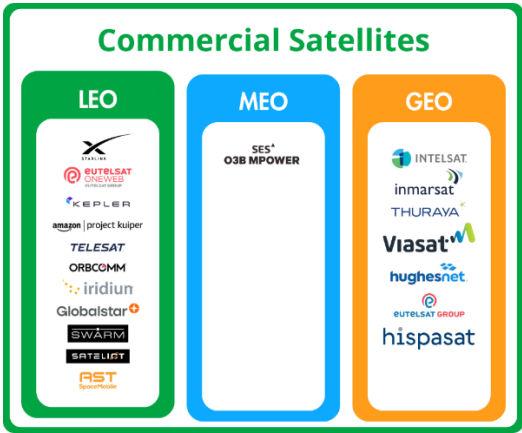 Commercial Satellites
LEO
STARLINK
eutelsat
ONEWEB
EUTELSAT GROUP
KEPLER
amazon | project kuiper
TELESAT
ORBCOMM
iridium
Globalstar
SWARM
SATELIOT
AST
SpaceMobile
MEO
SES
O3B MPOWER
GEO
INTELSAT
inmarsat
THURAYA
Viasat
hughesnet
eutelsat group
hispasat